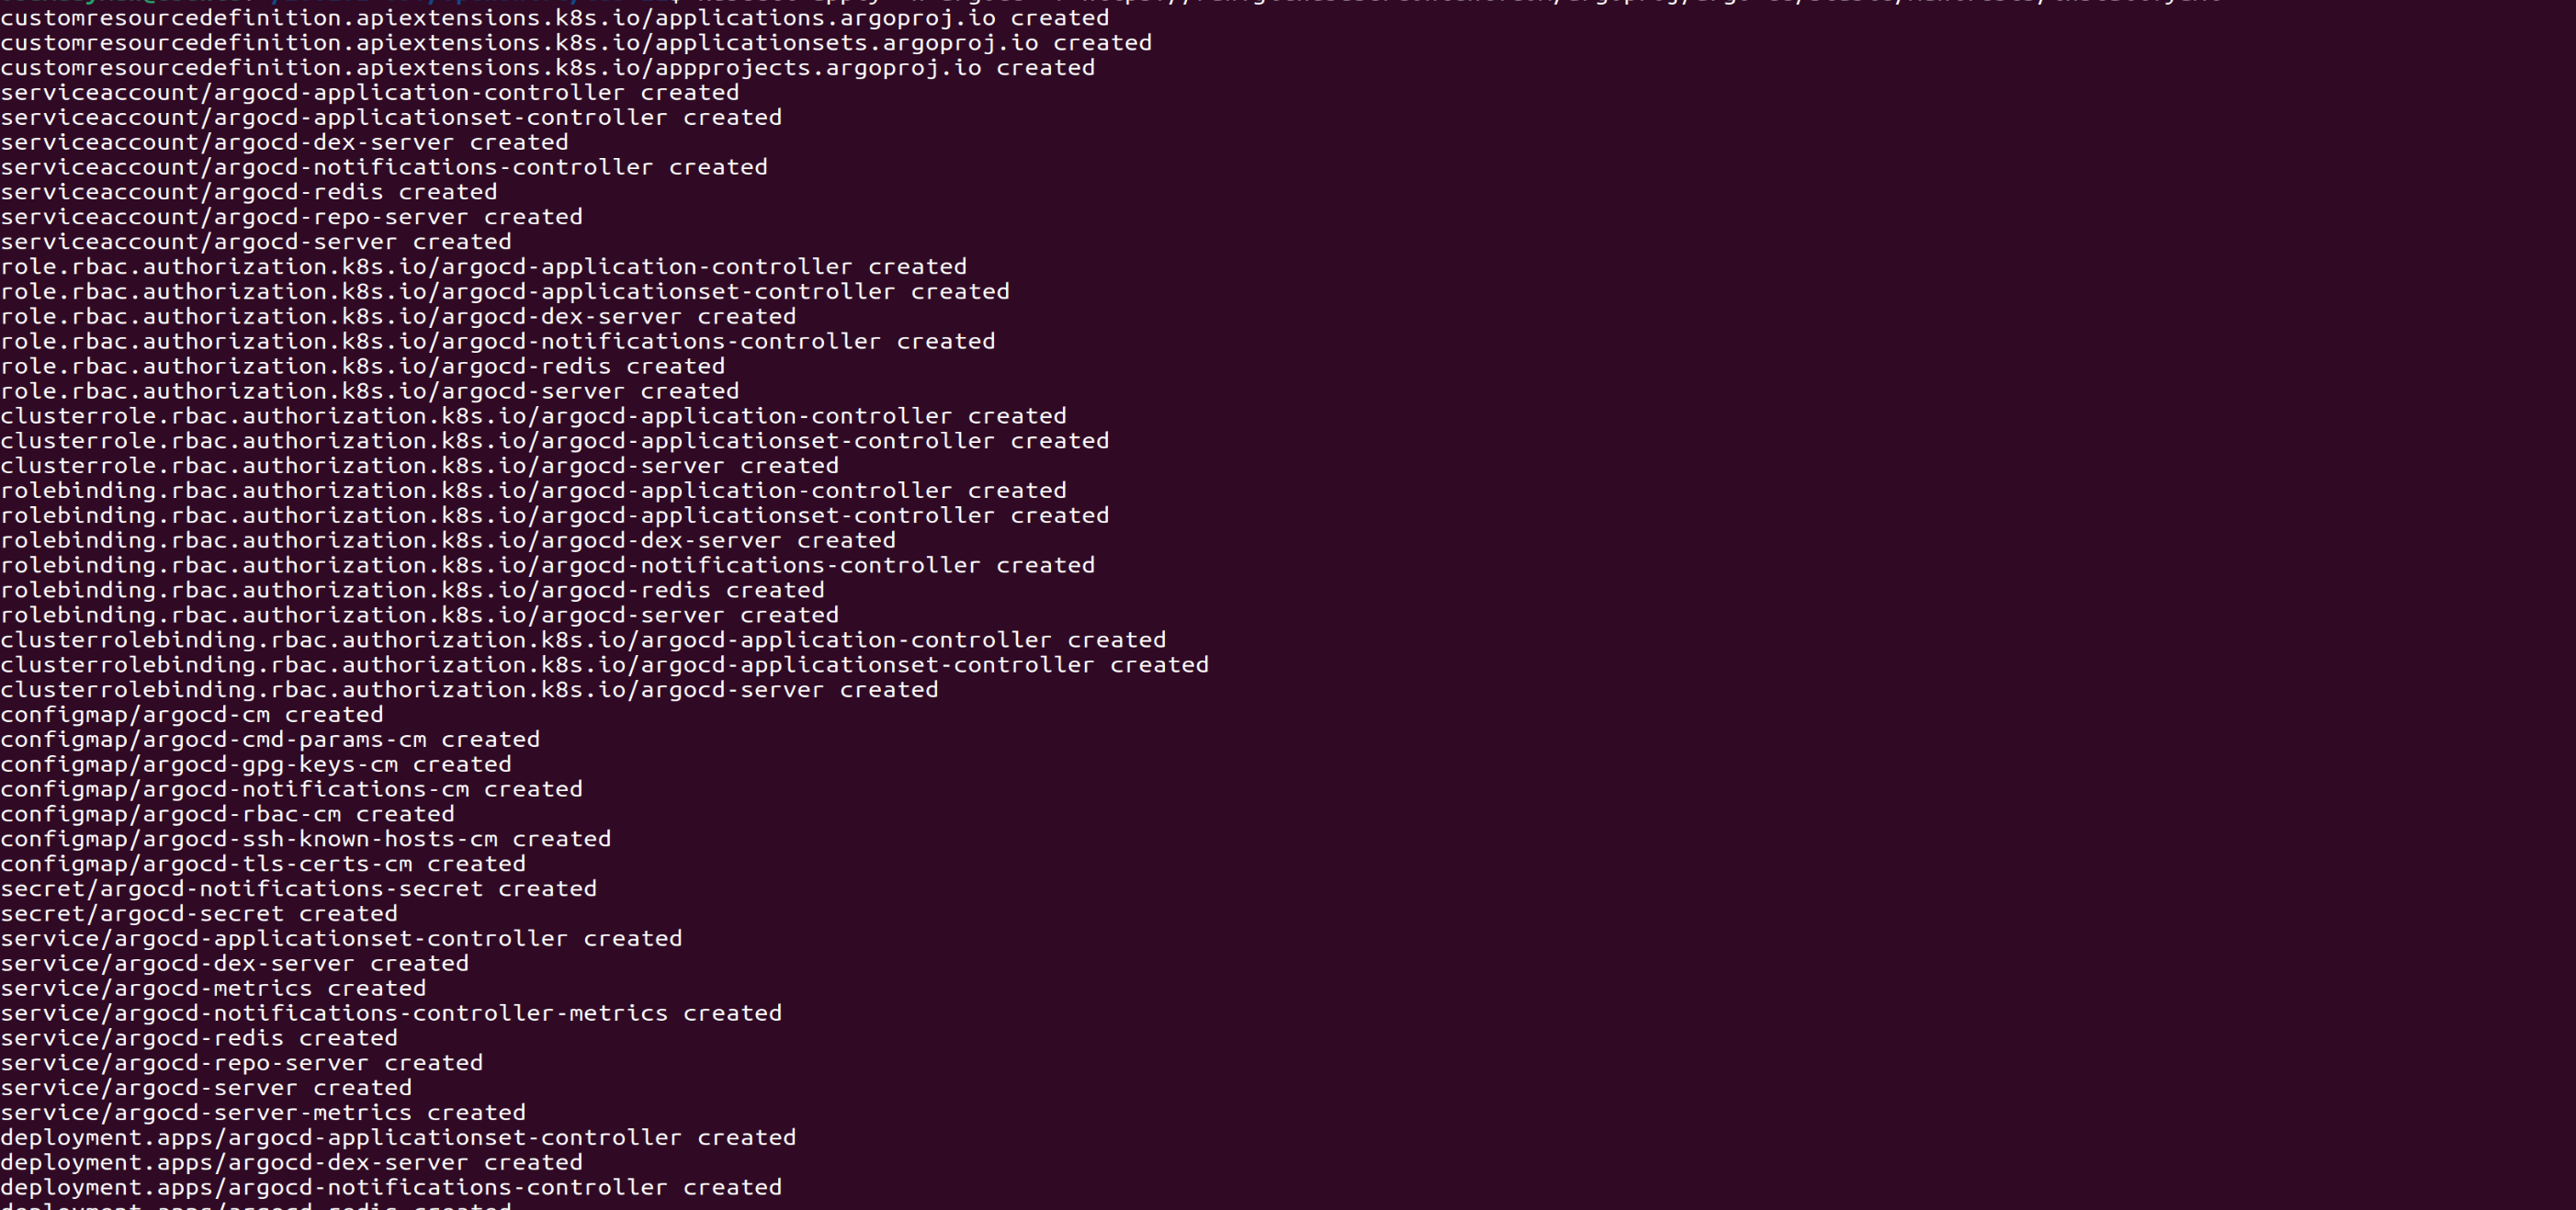 customresourcedefinition.apiextensions.k8s.io/applications.argoproj.io created
customresourcedefinition.apiextensions.k8s.io/applicationsets.argoproj.io created
customresourcedefinition.apiextensions.k8s.io/appprojects.argoproj.io created
serviceaccount/argocd-application-controller created
serviceaccount/argocd-applicationset-controller created
serviceaccount/argocd-dex-server created
serviceaccount/argocd-notifications-controller created
serviceaccount/argocd-redis created
serviceaccount/argocd-repo-server created
serviceaccount/argocd-server created
role.rbac.authorization.k8s.io/argocd-application-controller created
role.rbac.authorization.k8s.io/argocd-applicationset-controller created
role.rbac.authorization.k8s.io/argocd-dex-server created
role.rbac.authorization.k8s.io/argocd-notifications-controller created
role.rbac.authorization.k8s.io/argocd-redis created
role.rbac.authorization.k8s.io/argocd-server created
clusterrole.rbac.authorization.k8s.io/argocd-application-controller created
clusterrole.rbac.authorization.k8s.io/argocd-applicationset-controller created
clusterrole.rbac.authorization.k8s.io/argocd-server created
rolebinding.rbac.authorization.k8s.io/argocd-application-controller created
rolebinding.rbac.authorization.k8s.io/argocd-applicationset-controller created
rolebinding.rbac.authorization.k8s.io/argocd-dex-server created
rolebinding.rbac.authorization.k8s.io/argocd-notifications-controller created
rolebinding.rbac.authorization.k8s.io/argocd-redis created
rolebinding.rbac.authorization.k8s.io/argocd-server created
clusterrolebinding.rbac.authorization.k8s.io/argocd-application-controller created
clusterrolebinding.rbac.authorization.k8s.io/argocd-applicationset-controller created
clusterrolebinding.rbac.authorization.k8s.io/argocd-server created
configmap/argocd-cm created
configmap/argocd-cmd-params-cm created
configmap/argocd-gpg-keys-cm created
configmap/argocd-notifications-cm created
configmap/argocd-rbac-cm created
configmap/argocd-ssh-known-hosts-cm created
configmap/argocd-tls-certs-cm created
secret/argocd-notifications-secret created
secret/argocd-secret created
service/argocd-applicationset-controller created
service/argocd-dex-server created
service/argocd-metrics created
service/argocd-notifications-controller-metrics created
service/argocd-redis created
service/argocd-repo-server created
service/argocd-server created
service/argocd-server-metrics created
deployment.apps/argocd-applicationset-controller created
deployment.apps/argocd-dex-server created
deployment.apps/argocd-notifications-controller created
deployment.apps/argocd-redis created